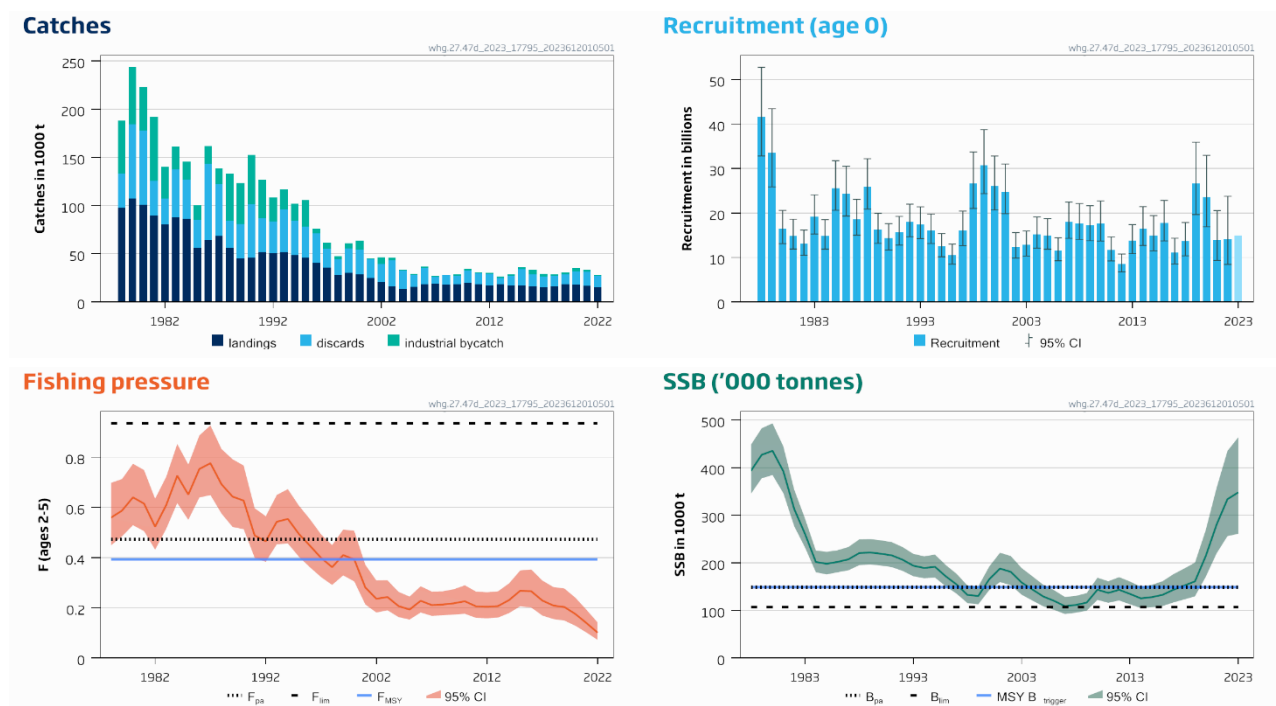 Catches
whg.27.47d_2023_17795_2023612010501
Catches in 1000 t
250
200
150
100
50
0
1982
1992
2002
2012
2022
landings
discards
industrial bycatch
Recruitment (age 0)
whg.27.47d_2023_17795_2023612010501
Recruitment in billions
50
40
30
20
10
0
1983
1993
2003
2013
2023
Recruitment
95% CI
Fishing pressure
whg.27.47d_2023_17795_2023612010501
F (ages 2-5)
0.8
0.6
0.4
0.2
0
1982
1992
2002
2012
2022
Fpa
Flim
FMSY
95% CI
SSB ('000 tonnes)
whg.27.47d_2023_17795_2023612010501
SSB in 1000 t
500
400
300
200
100
0
1983
1993
2003
2013
2023
Bpa
Blim
MSY B trigger
95% CI